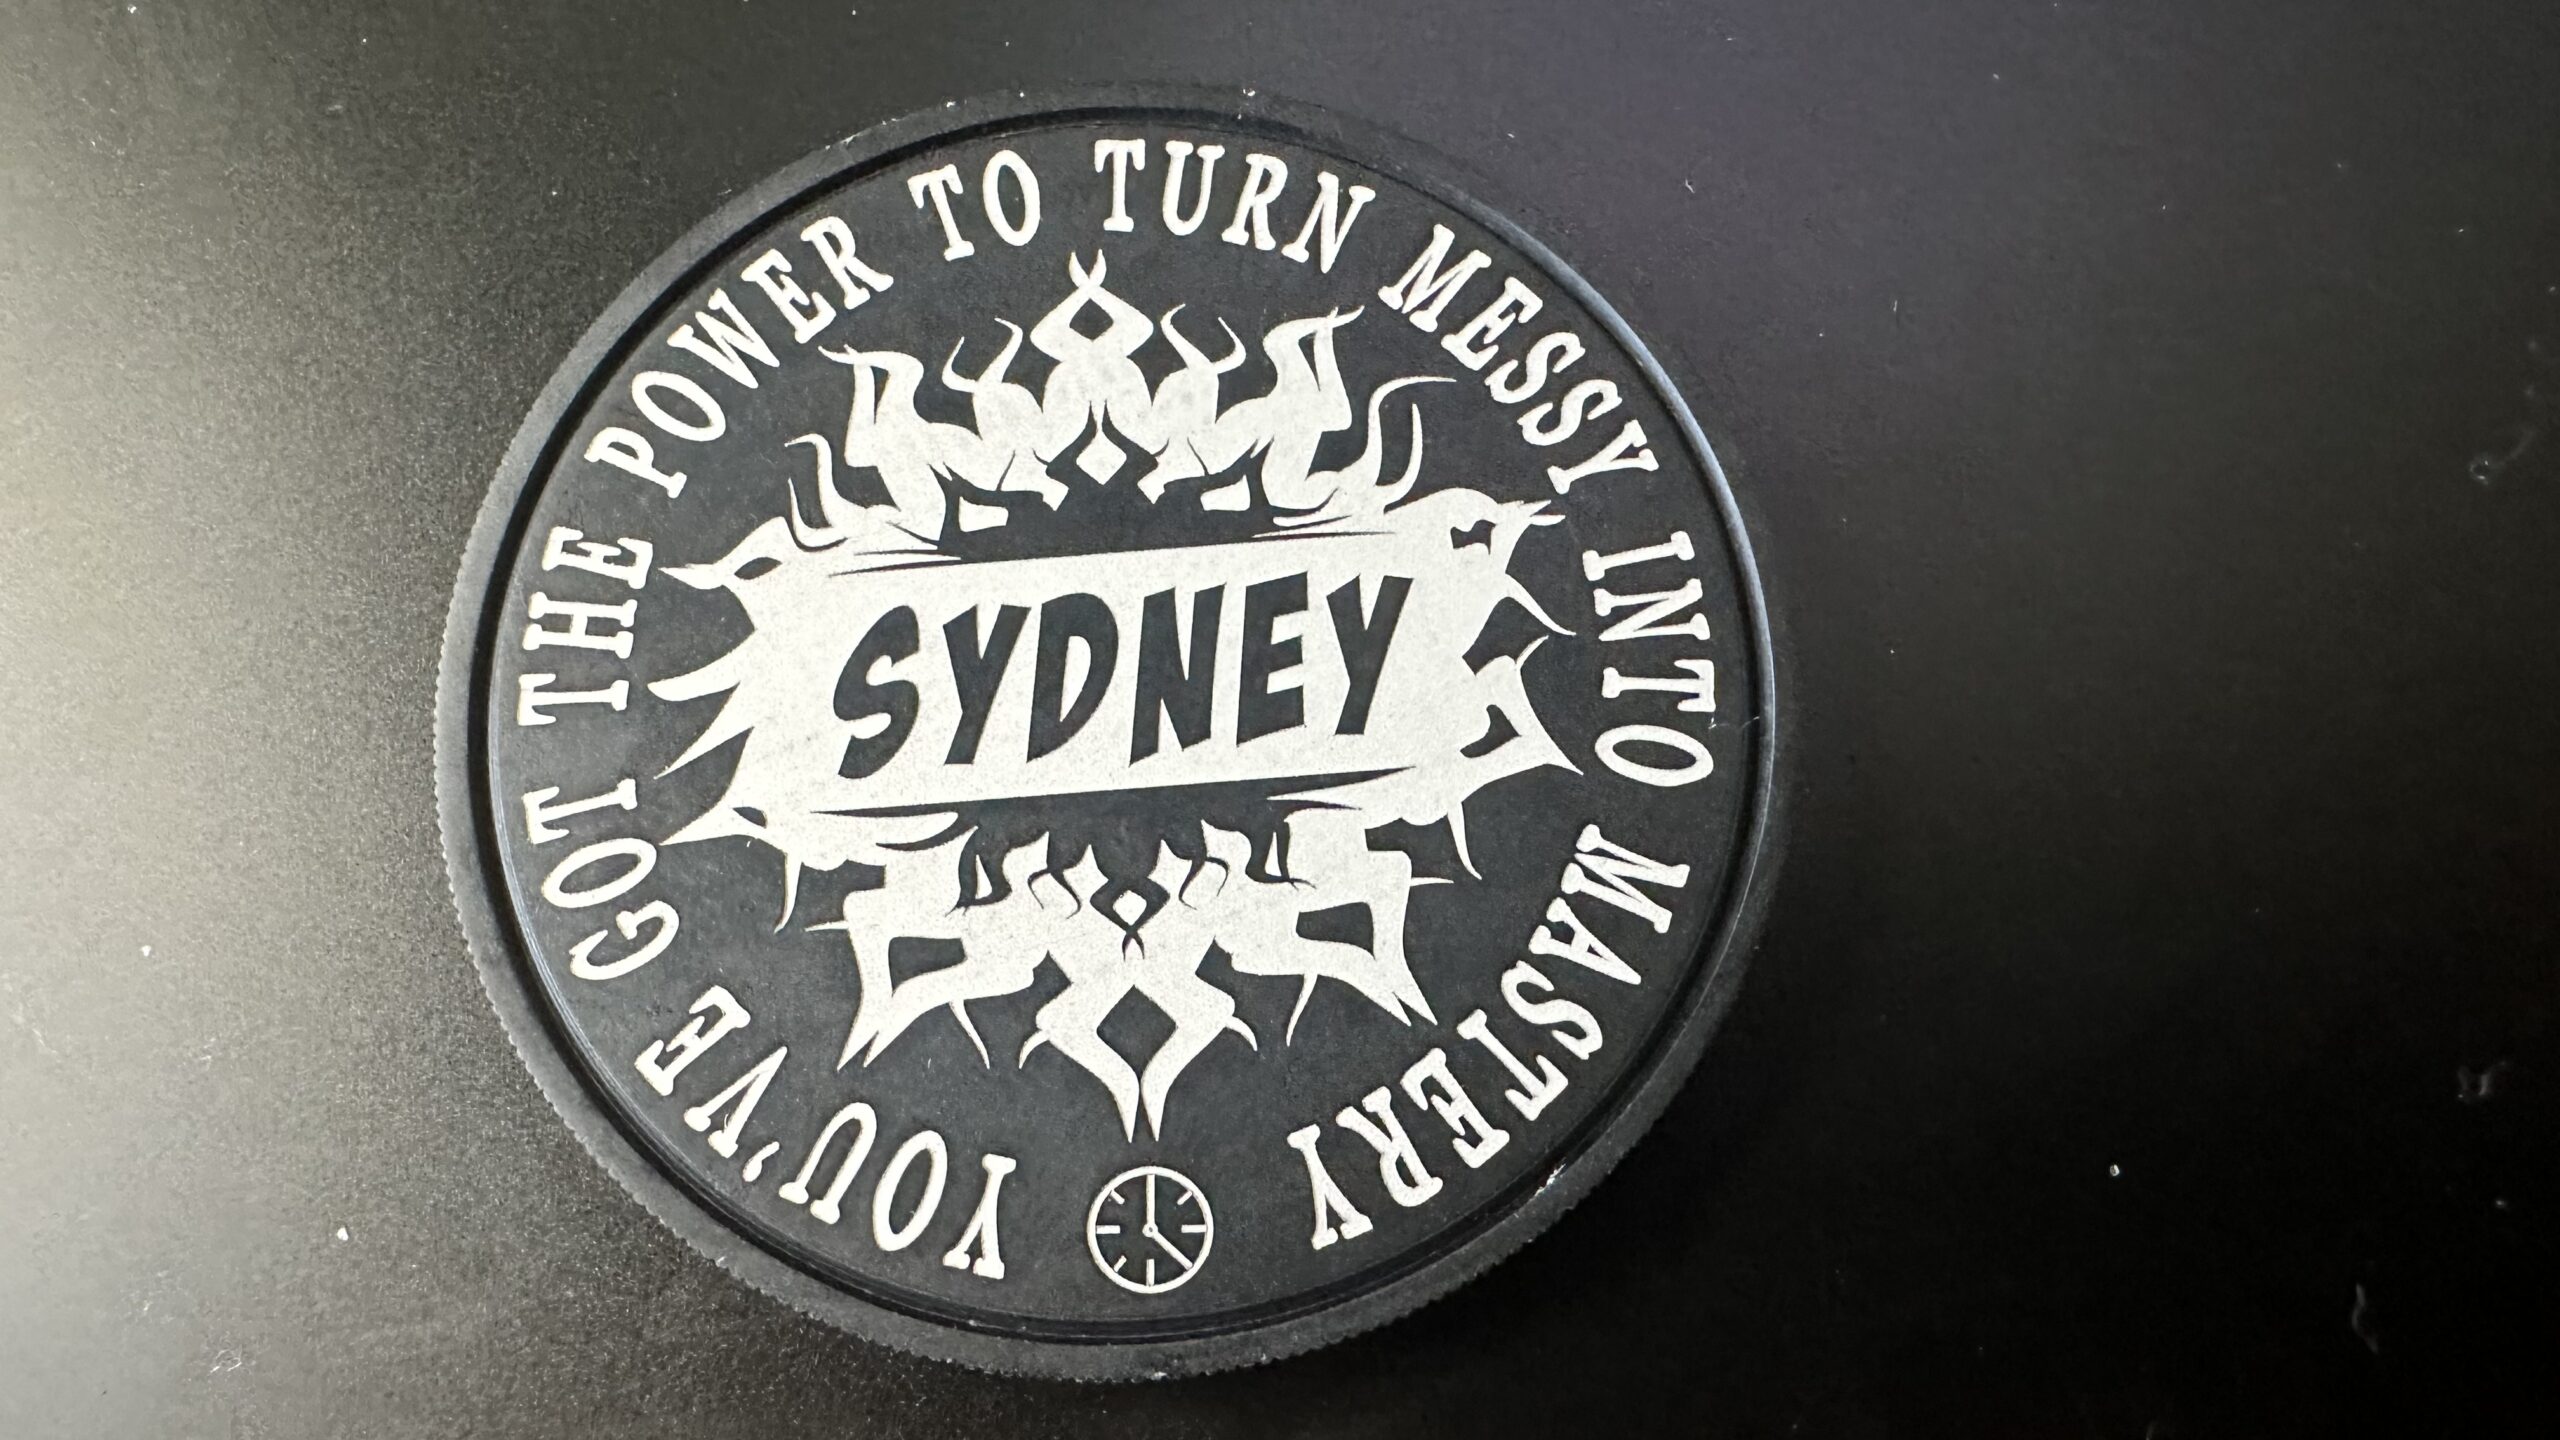 YOU'VE GOT THE POWER TO TURN MESSY INTO MASTERY
SYDNEY